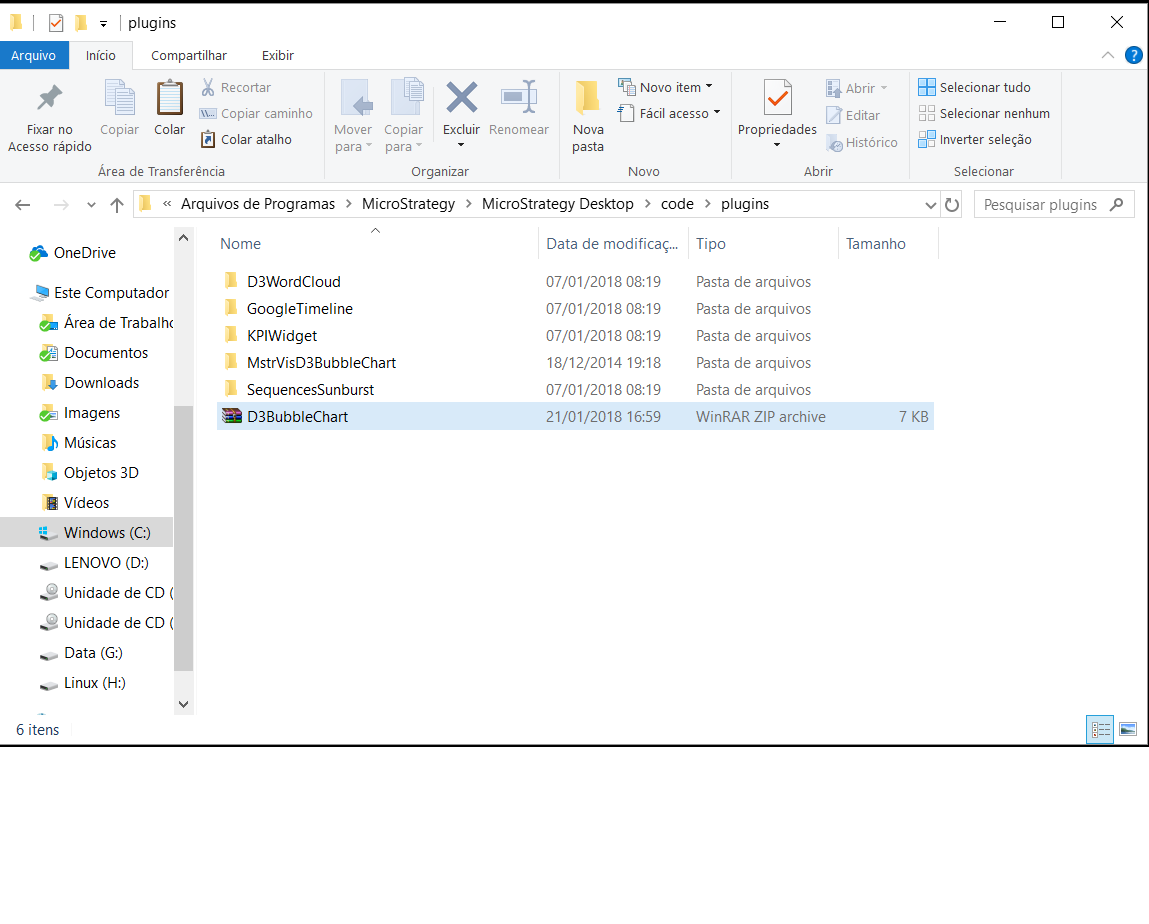 plugins
Arquivo Início Compartilhar Exibir
Fixar no
Acesso rápido
Copiar
Colar
Recortar
Copiar caminho
Colar atalho
Área de Transferência
Mover
para
Copiar
para
Excluir
Renomear
Organizar
Nova
pasta
Novo item
Fácil acesso
Novo
Propriedades
Abrir
Editar
Histórico
Abrir
Selecionar tudo
Selecionar nenhum
Inverter seleção
Selecionar
« Arquivos de Programas > MicroStrategy > MicroStrategy Desktop > code > plugins
Pesquisar plugins
OneDrive
Este Computador
Área de Trabalho
Documentos
Downloads
Imagens
Músicas
Objetos 3D
Vídeos
Windows (C:)
LENOVO (D:)
Unidade de CD (
Unidade de CD (
Data (G:)
Linux (H:)
Nome Data de modificaç... Tipo Tamanho
D3WordCloud 07/01/2018 08:19 Pasta de arquivos
GoogleTimeline 07/01/2018 08:19 Pasta de arquivos
KPIWidget 07/01/2018 08:19 Pasta de arquivos
MstrVisD3BubbleChart 18/12/2014 19:18 Pasta de arquivos
SequencesSunburst 07/01/2018 08:19 Pasta de arquivos
D3BubbleChart 21/01/2018 16:59 WinRAR ZIP archive 7 KB
6 itens